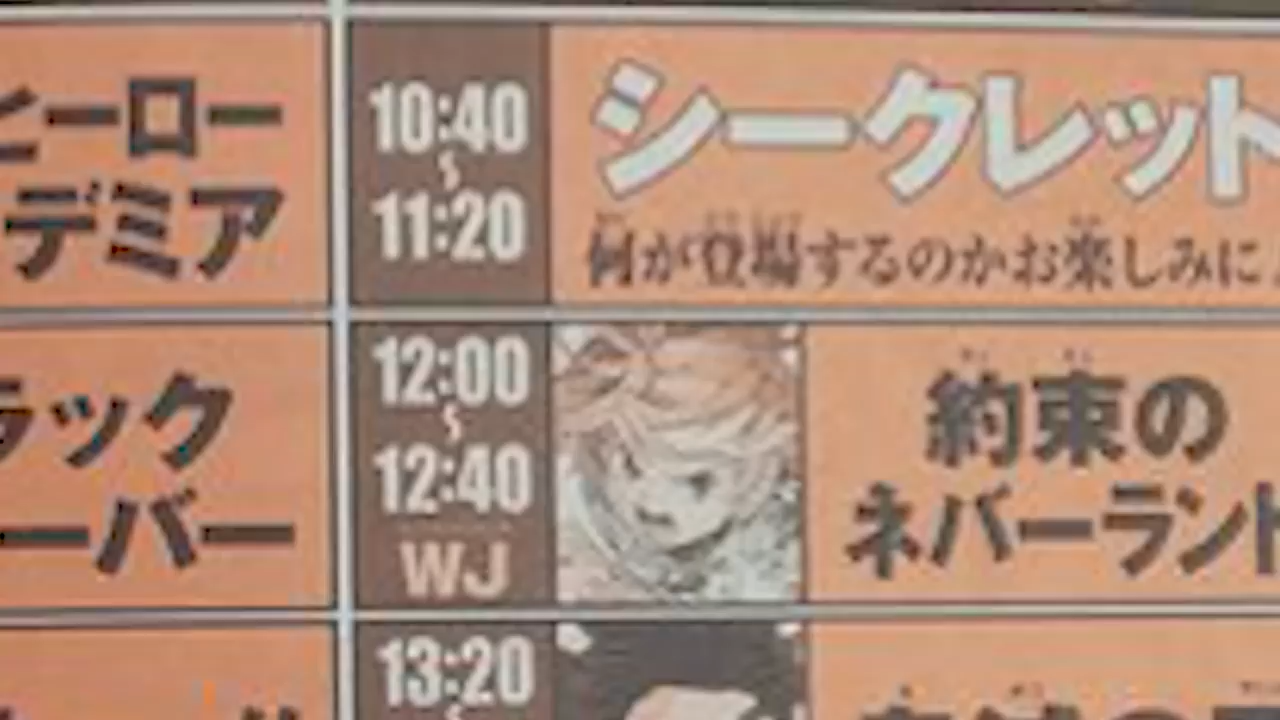 ヒーロー
デミア
10:40
~
11:20
シークレット
何が登場するのかお楽しみに
ラック
ーバー
12:00
~
12:40
WJ
約束の
ネバーランド
13:20